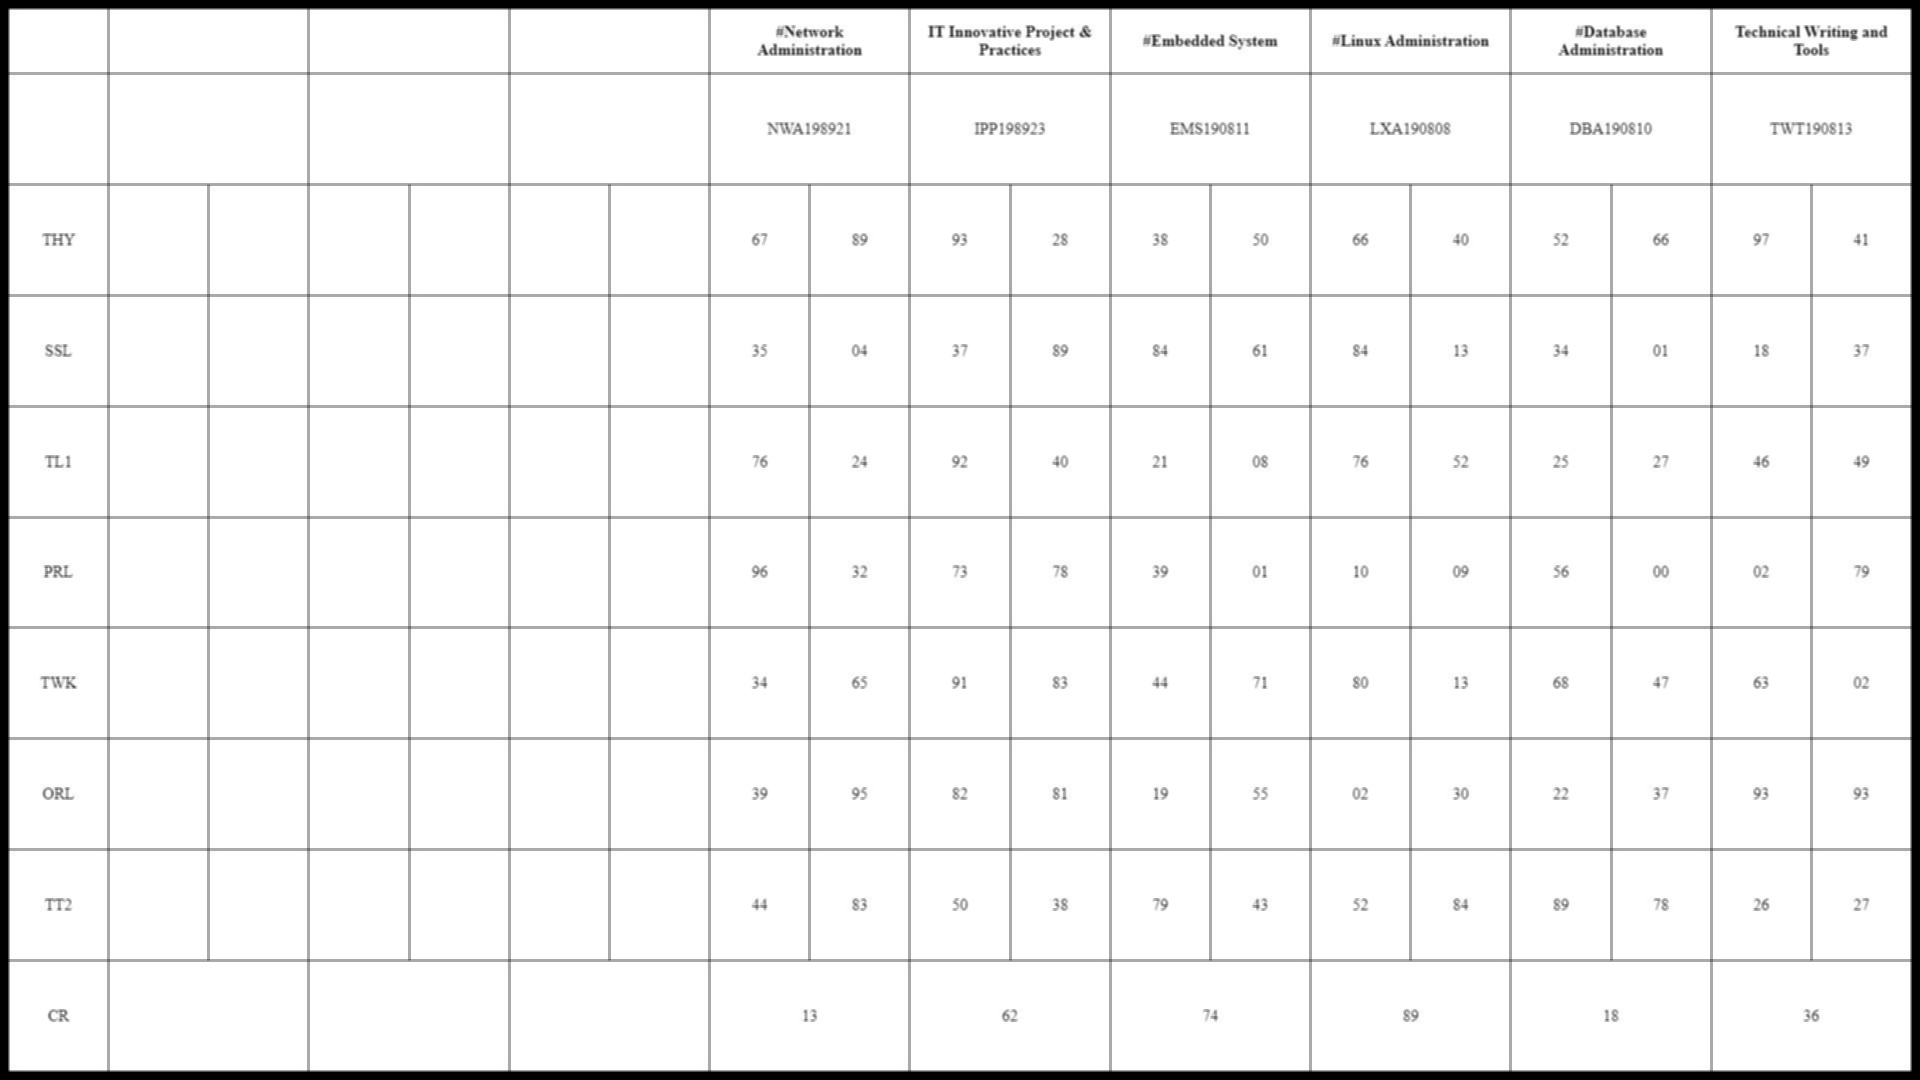 #Network Administration IT Innovative Project & Practices #Embedded System #Linux Administration #Database Administration Technical Writing and Tools
NWA198921 IPP198923 EMS190811 LXA190808 DBA190810 TWT190813
THY 67 89 93 28 38 50 66 40 52 66 97 41
SSL 35 04 37 89 84 61 84 13 34 01 18 37
TL1 76 24 92 40 21 08 76 52 25 27 46 49
PRL 96 32 73 78 39 01 10 09 56 00 02 79
TWK 34 65 91 83 44 71 80 13 68 47 63 02
ORL 39 95 82 81 19 55 02 30 22 37 93 93
TT2 44 83 50 38 79 43 52 84 89 78 26 27
CR 13 62 74 89 18 36